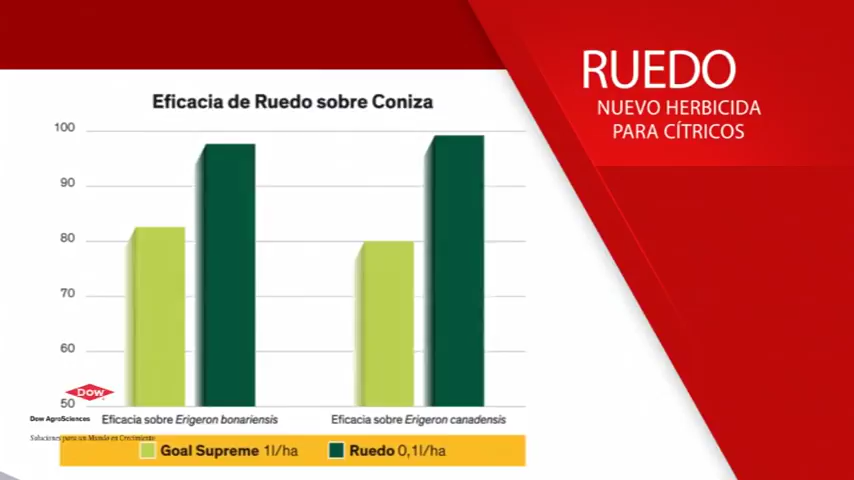 RUEDO
NUEVO HERBICIDA
PARA CÍTRICOS
Eficacia de Ruedo sobre Coniza
100
90
80
70
60
50
DOW
Dow AgroSciences
Soluciones para un Mundo en Crecimiento
Eficacia sobre Erigeron bonariensis
Eficacia sobre Erigeron canadensis
Goal Supreme 1l/ha
Ruedo 0,1l/ha